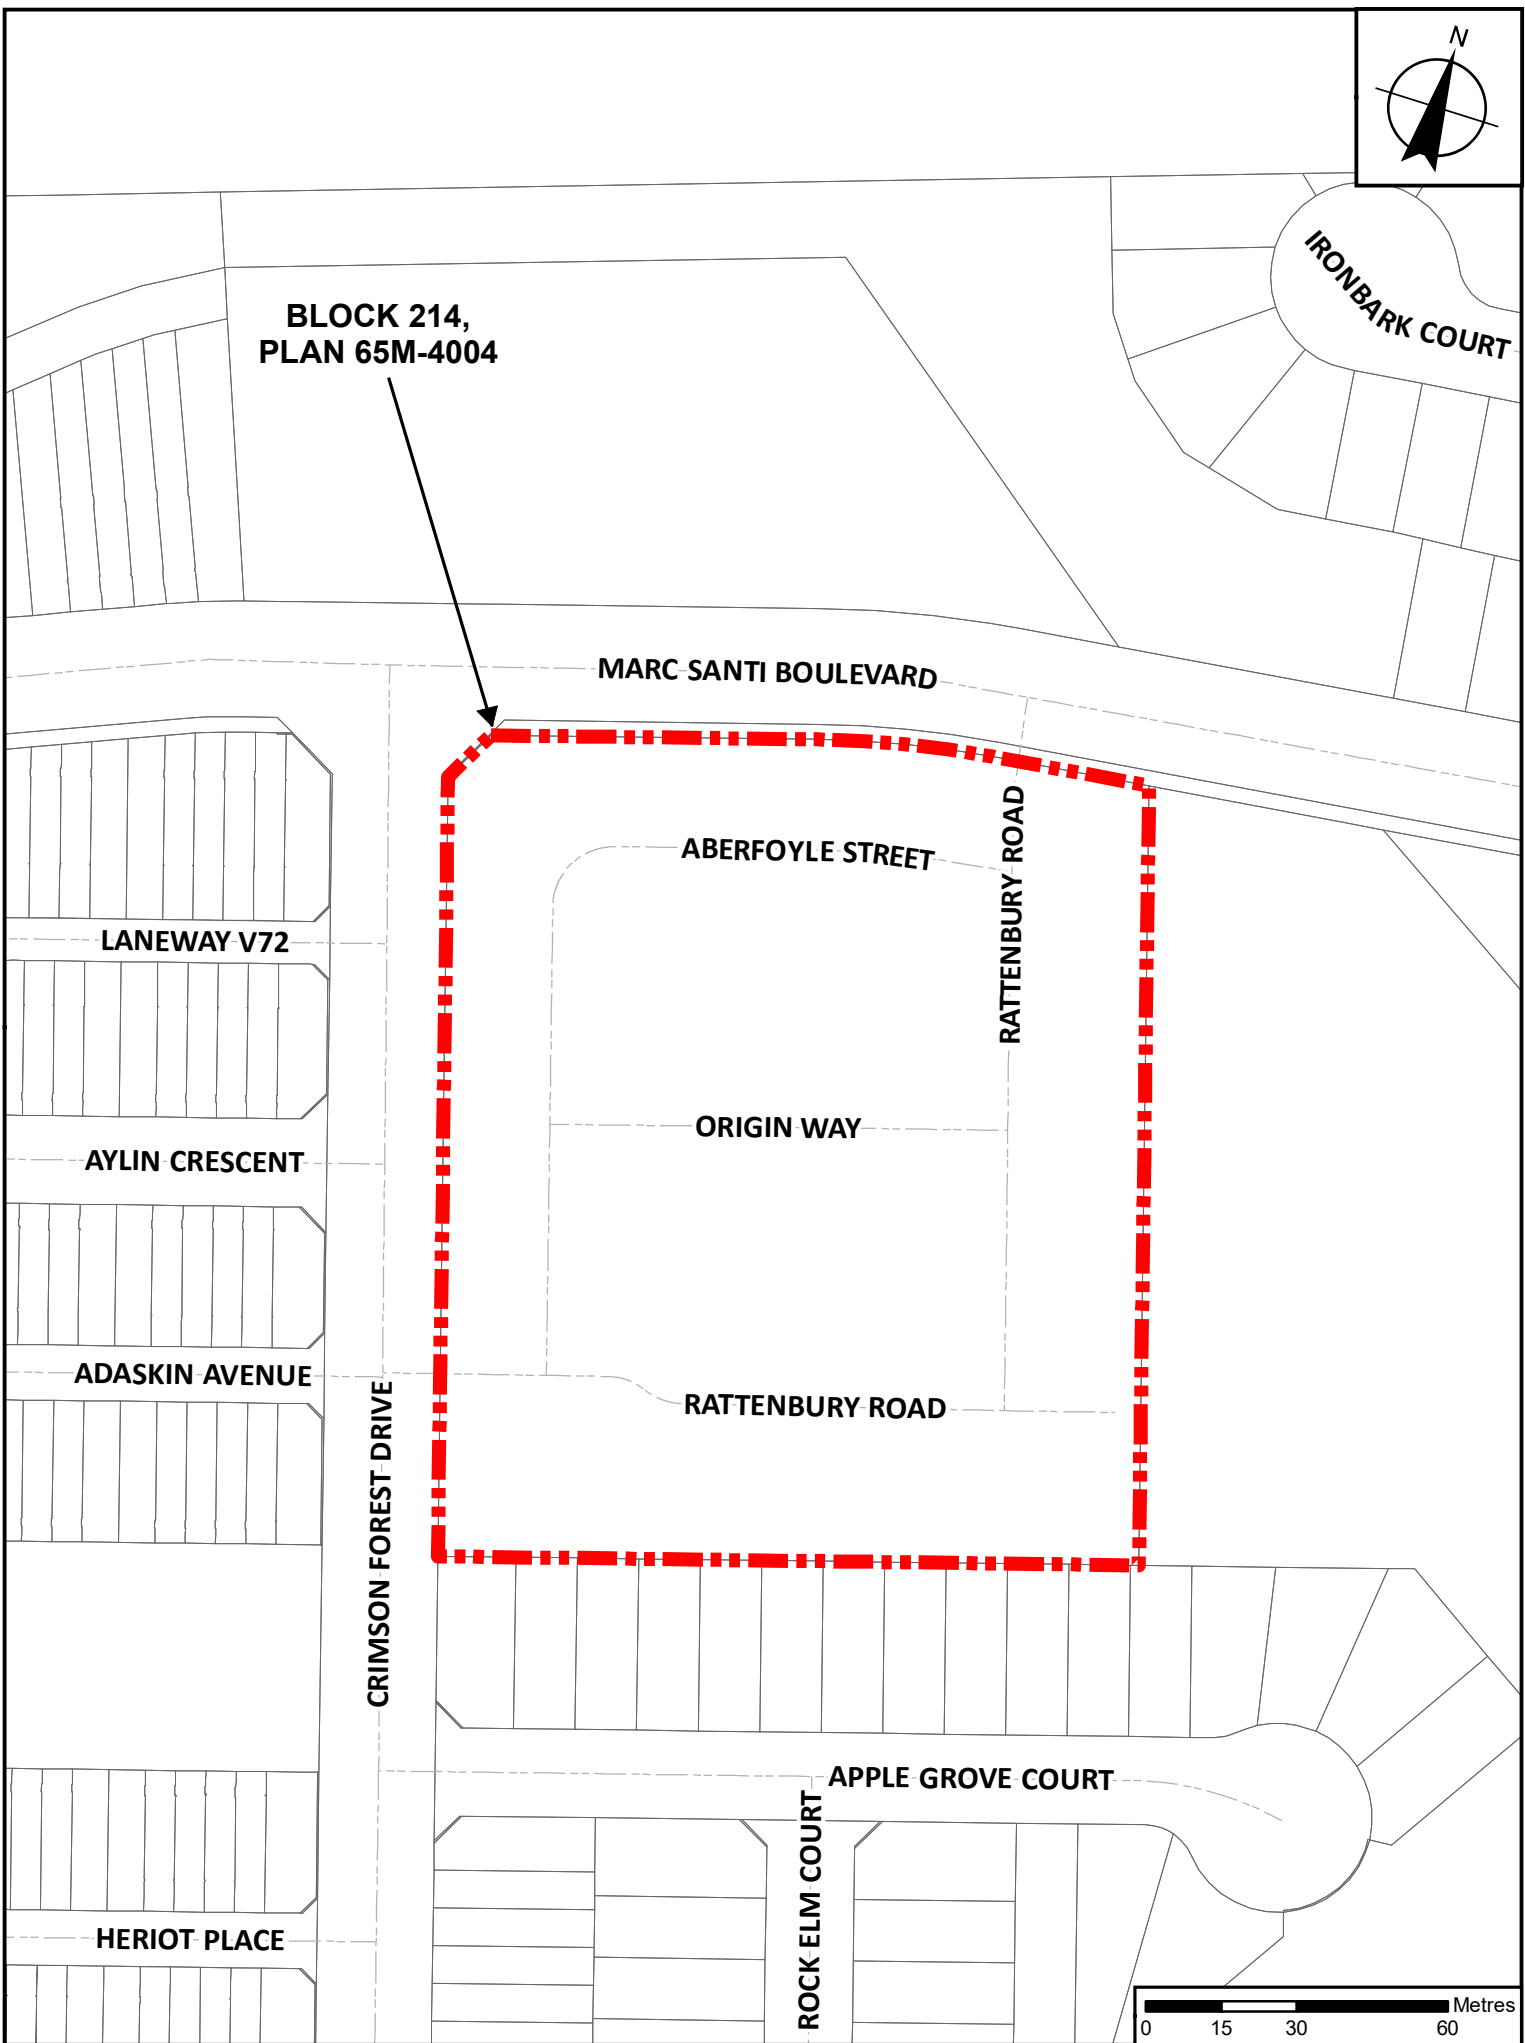 N
IRONBARK COURT
BLOCK 214,
PLAN 65M-4004
MARC SANTI BOULEVARD
ABERFOYLE STREET
RATTENBURY ROAD
LANEWAY V72
ORIGIN WAY
AYLIN CRESCENT
ADASKIN AVENUE
RATTENBURY ROAD
CRIMSON FOREST DRIVE
APPLE GROVE COURT
ROCK ELM COURT
HERIOT PLACE
Metres
0 15 30 60